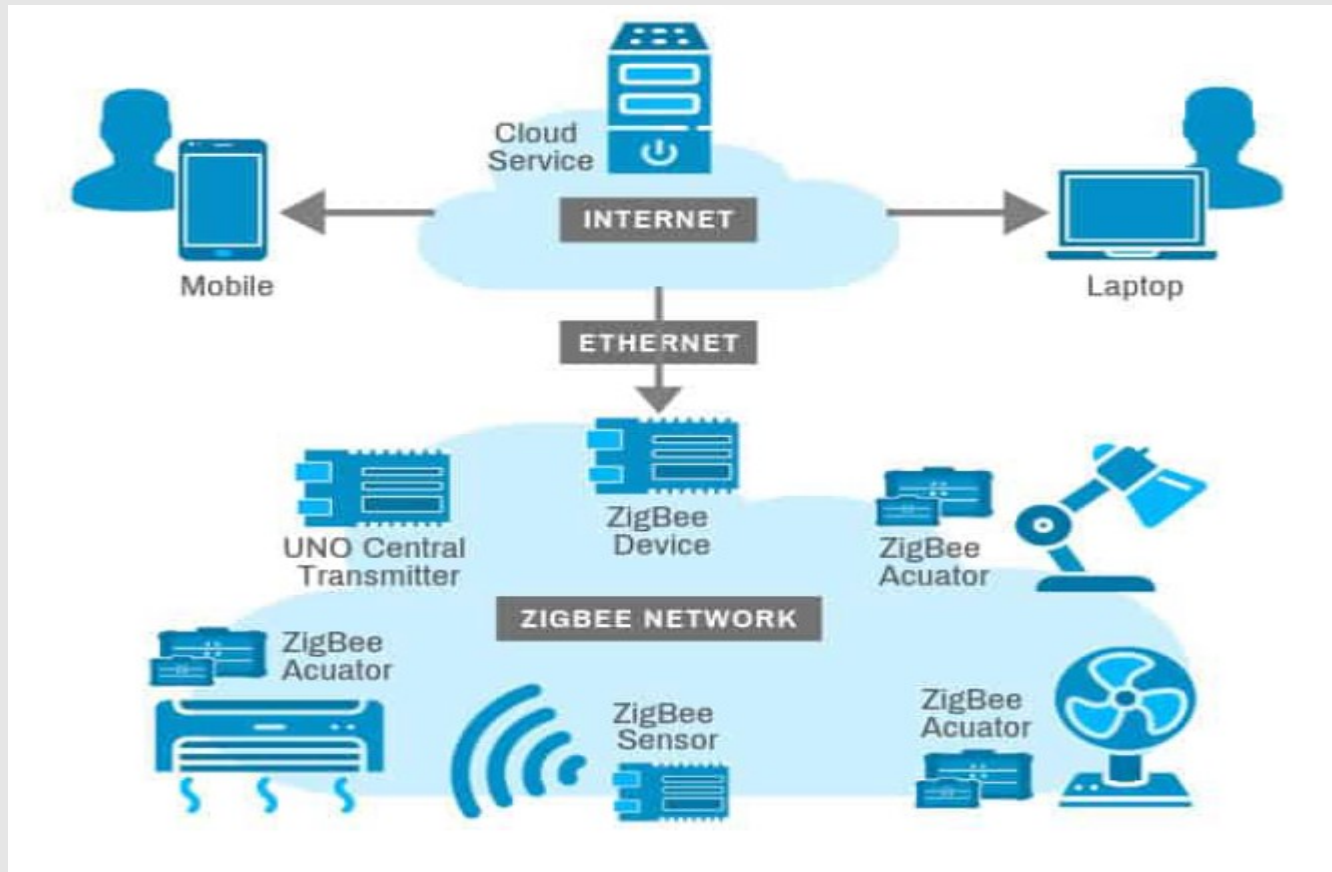 Cloud
Service
INTERNET
Mobile
Laptop
ETHERNET
ZigBee
Device
UNO Central
Transmitter
ZigBee
Acuator
ZIGBEE NETWORK
ZigBee
Acuator
ZigBee
Sensor
ZigBee
Acuator